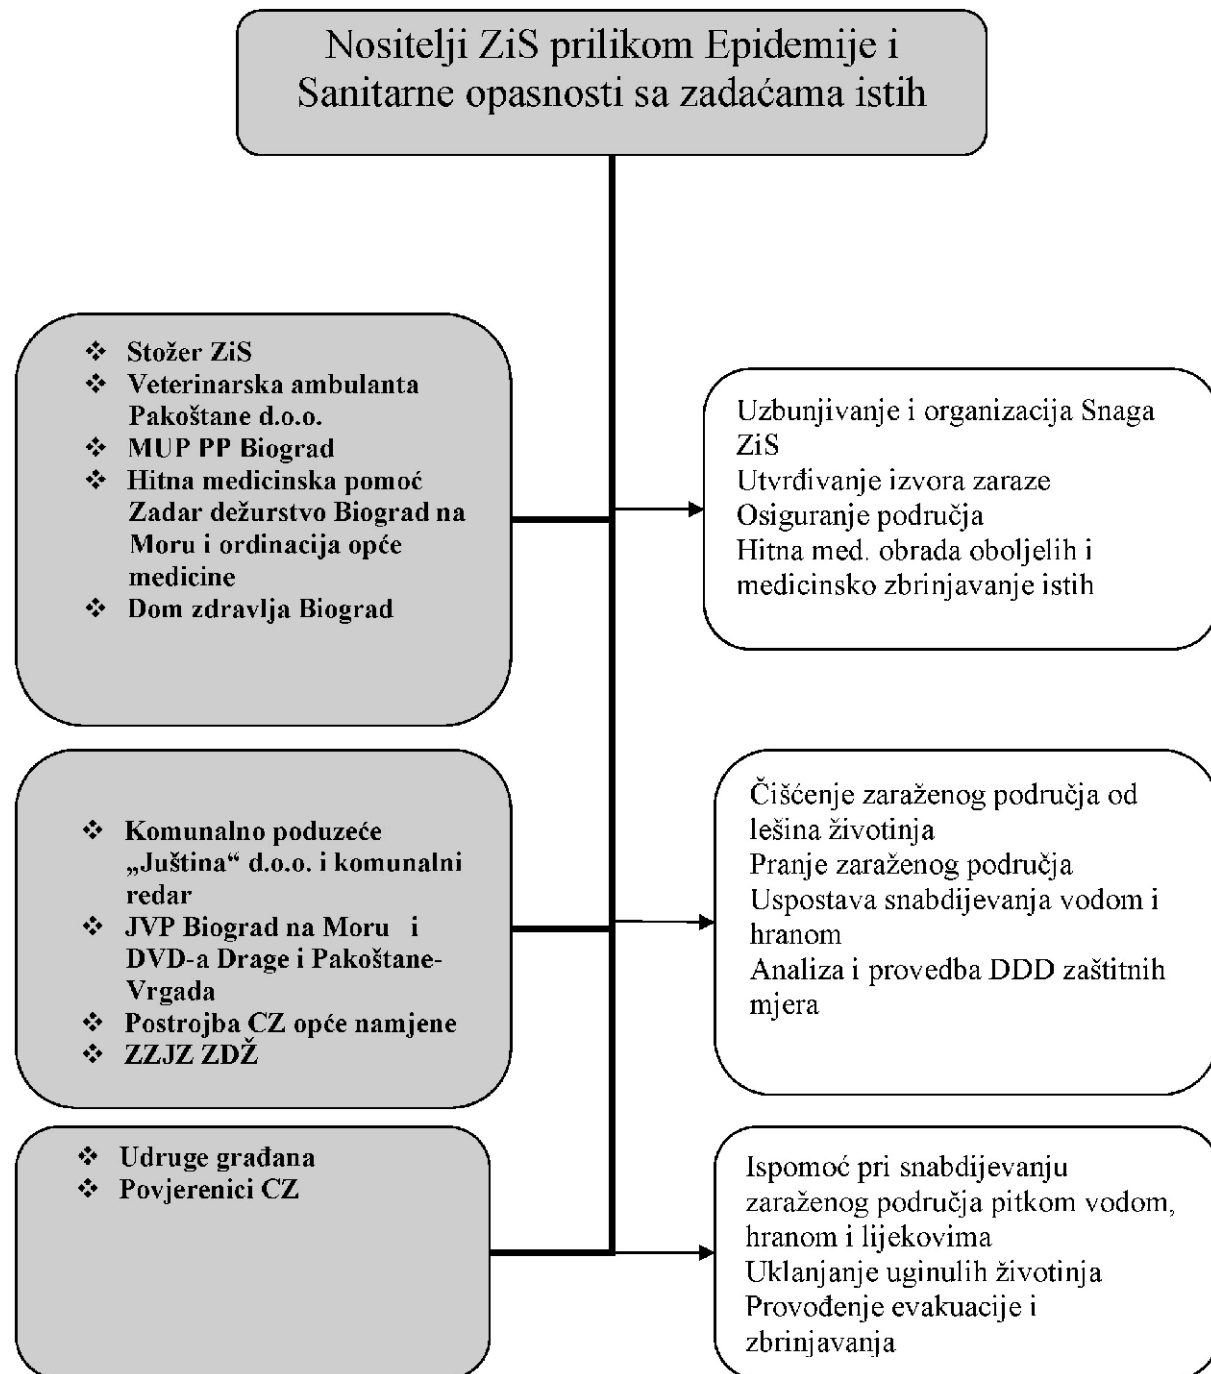 Nositelji ZiS prilikom Epidemije i
Sanitarne opasnosti sa zadaćama istih
❖ Stožer ZiS
❖ Veterinarska ambulanta
Pakoštane d.o.o.
❖ MUP PP Biograd
❖ Hitna medicinska pomoć
Zadar dežurstvo Biograd na
Moru i ordinacija opće
medicine
❖ Dom zdravlja Biograd
Uzbunjivanje i organizacija Snaga
ZiS
Utvrđivanje izvora zaraze
Osiguranje područja
Hitna med. obrada oboljelih i
medicinsko zbrinjavanje istih
❖ Komunalno poduzeće
„Juština“ d.o.o. i komunalni
redar
❖ JVP Biograd na Moru i
DVD-a Drage i Pakoštane-
Vrgada
❖ Postrojba CZ opće namjene
❖ ZZJZ ZDŽ
Čišćenje zaraženog područja od
lešina životinja
Pranje zaraženog područja
Uspostava snabdijevanja vodom i
hranom
Analiza i provedba DDD zaštitnih
mjera
❖ Udruge građana
❖ Povjerenici CZ
Ispomoć pri snabdijevanju
zaraženog područja pitkom vodom,
hranom i lijekovima
Uklanjanje uginulih životinja
Provođenje evakuacije i
zbrinjavanja